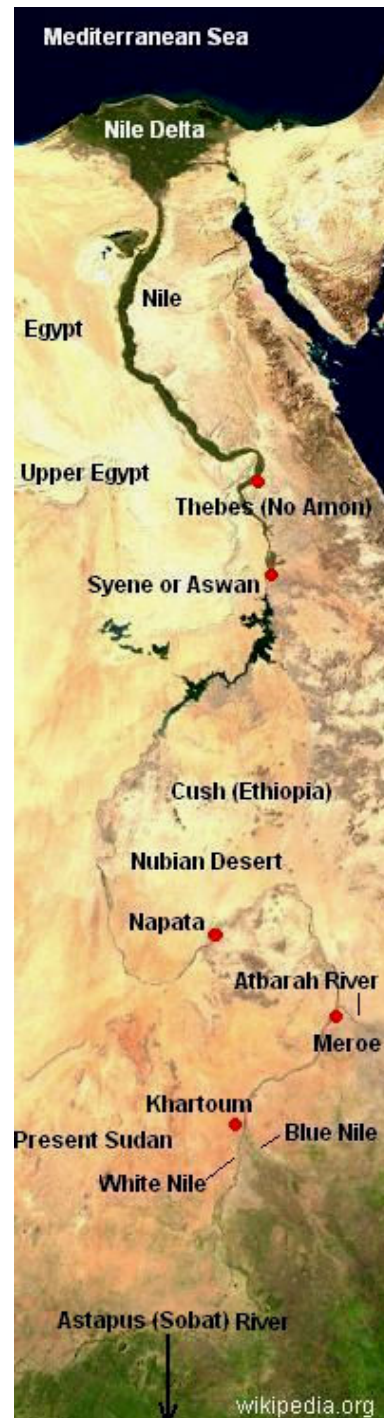 Mediterranean Sea
Nile Delta
Nile
Egypt
Upper Egypt
Thebes (No Amon)
Syene or Aswan
Cush (Ethiopia)
Nubian Desert
Napata
Atbarah River
Meroe
Khartoum
Present Sudan
Blue Nile
White Nile
Astapus (Sobat) River
wikipedia.org